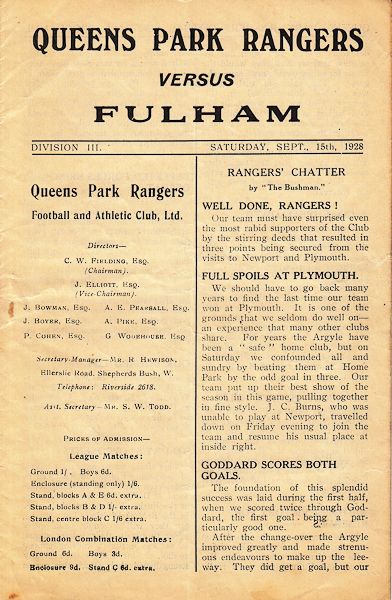 QUEENS PARK RANGERS
VERSUS
FULHAM
DIVISION III.
SATURDAY, SEPT., 15th, 1928
Queens Park Rangers
Football and Athletic Club, Ltd.
Directors—
C. W. FIELDING, ESQ.
(Chairman).
J. ELLIOTT, ESQ.
(Vice-Chairman).
J. BOWMAN, ESQ. A. E. PEARBALL, ESQ
J. BOYER, ESQ. A. PIKE, ESQ.
P. COHEN, ESQ. G WODEHOUSE, ESQ
Secretary-Manager—MR. R HEWISON,
Ellerslie Road, Shepherds Bush, W.
Telephone: Riverside 2618.
Asst. Secretary—MR. S. W. TODD.
PRICES OF ADMISSION—
League Matches:
Ground 1/, Boys 6d.
Enclosure (standing only) 1/6.
Stand, blocks A & E 6d. extra.
Stand, blocks B & D 1/- extra.
Stand, centre block C 1/6 extra.
London Combination Matches:
Ground 6d. Boys 3d.
Enclosure 9d. Stand C 6d. extra.
RANGERS' CHATTER
by "The Bushman."
WELL DONE, RANGERS !
Our team must have surprised even
the most rabid supporters of the Club
by the stirring deeds that resulted in
three points being secured from the
visits to Newport and Plymouth.
FULL SPOILS AT PLYMOUTH.
We should have to go back many
years to find the last time our team
won at Plymouth. It is one of the
grounds that we seldom do well on—
an experience that many other clubs
share. For years the Argyle have
been a "safe" home club, but on
Saturday we confounded all and
sundry by beating them at Home
Park by the odd goal in three. Our
team put up their best show of the
season in this game, pulling together
in fine style. J. C. Burns, who was
unable to play at Newport, travelled
down on Friday evening to join the
team and resume his usual place at
inside right.
GODDARD SCORES BOTH
GOALS.
The foundation of this splendid
success was laid during the first half,
when we scored twice through God-
dard, the first goal being a par-
ticularly good one.
After the change-over the Argyle
improved greatly and made strenu-
ous endeavours to make up the lee-
way. They did get a goal, but our